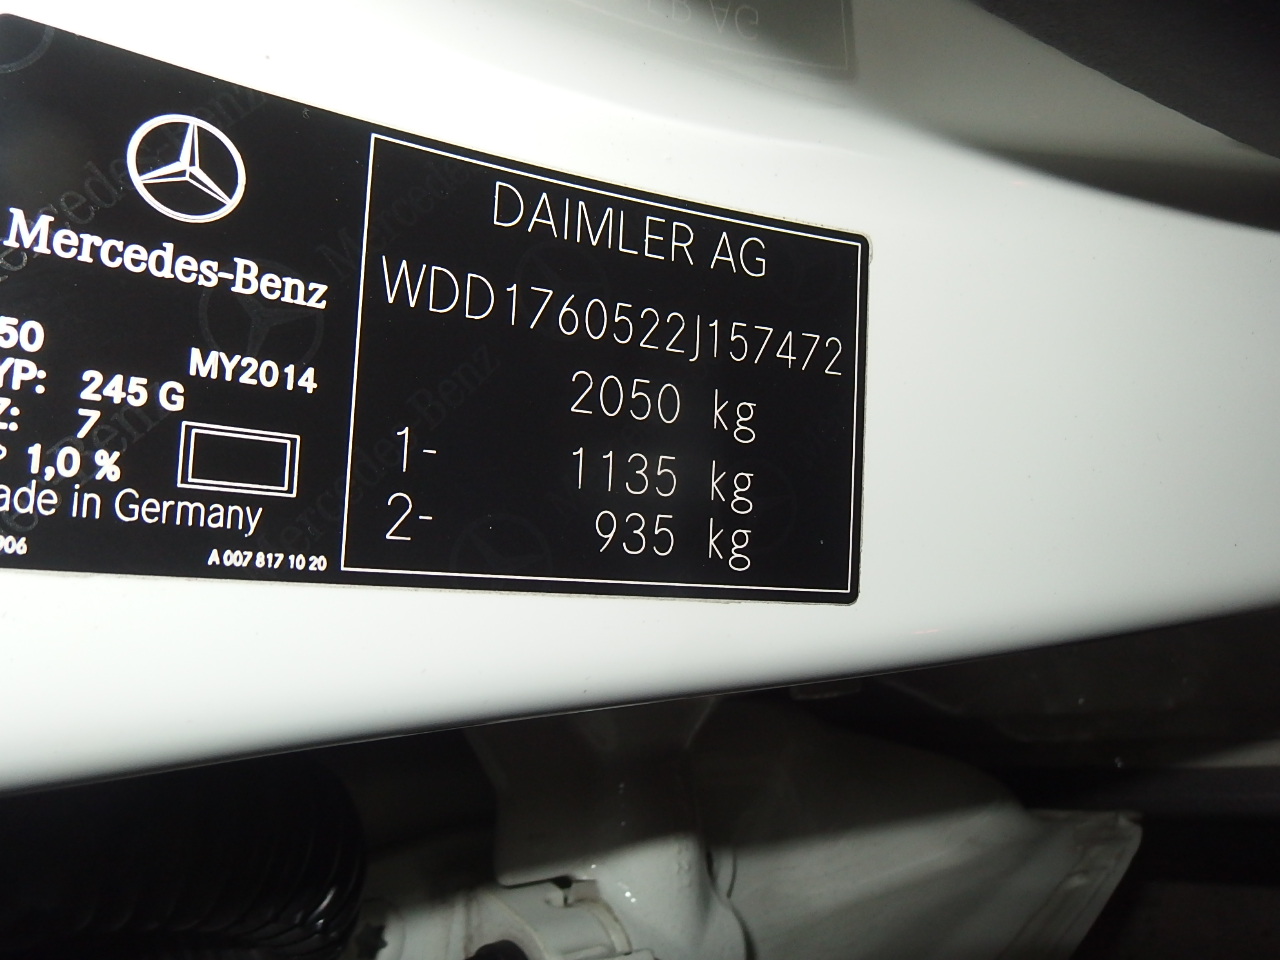 Mercedes-Benz
50
YP: 245 G
MY2014
Z: 7
P 1,0 %
ade in Germany
906
A 007 817 10 20
DAIMLER AG
WDD1760522J157472
2050 kg
1- 1135 kg
2- 935 kg